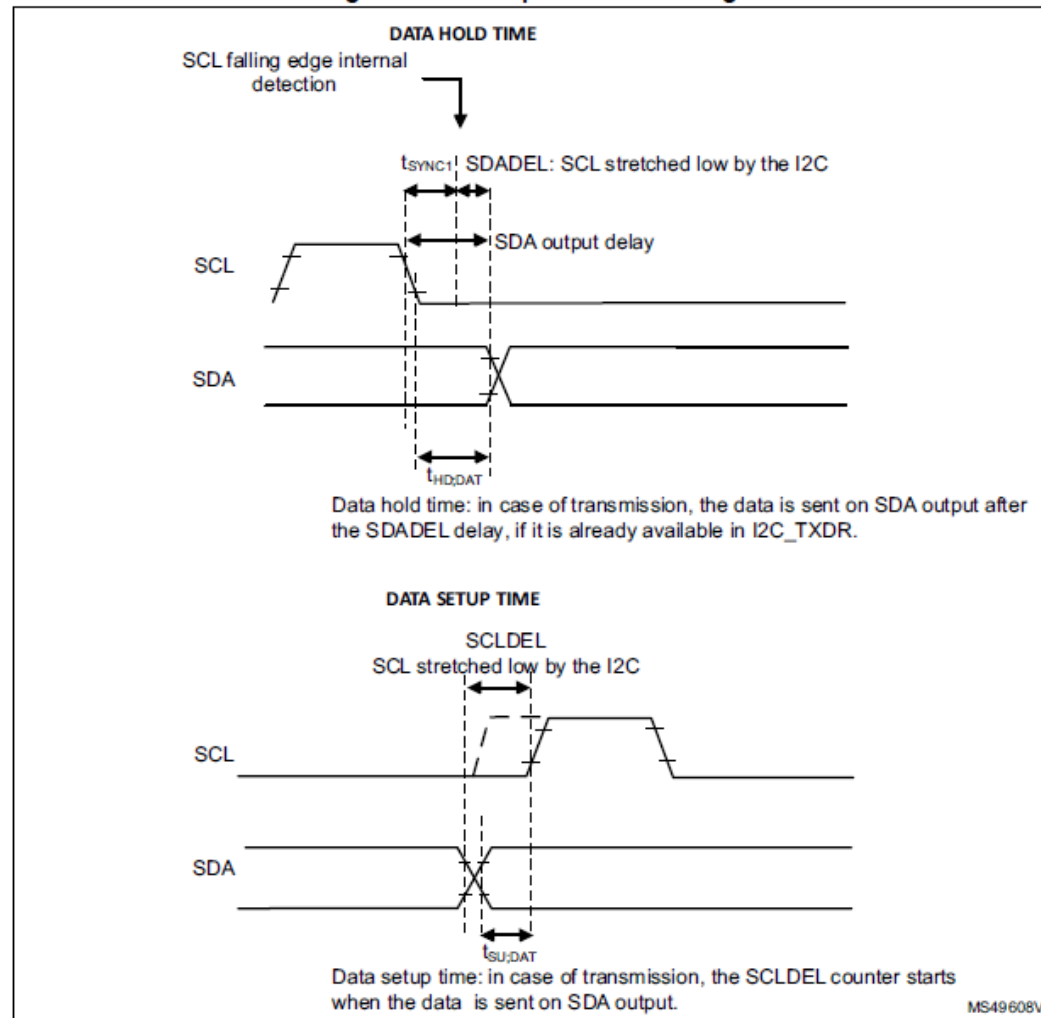 DATA HOLD TIME
SCL falling edge internal
detection
tSYNC1 SDADEL: SCL stretched low by the I2C
SDA output delay
SCL
SDA
tHD;DAT
Data hold time: in case of transmission, the data is sent on SDA output after
the SDADEL delay, if it is already available in I2C_TXDR.
DATA SETUP TIME
SCLDEL
SCL stretched low by the I2C
SCL
SDA
tSU;DAT
Data setup time: in case of transmission, the SCLDEL counter starts
when the data is sent on SDA output.
MS49608V